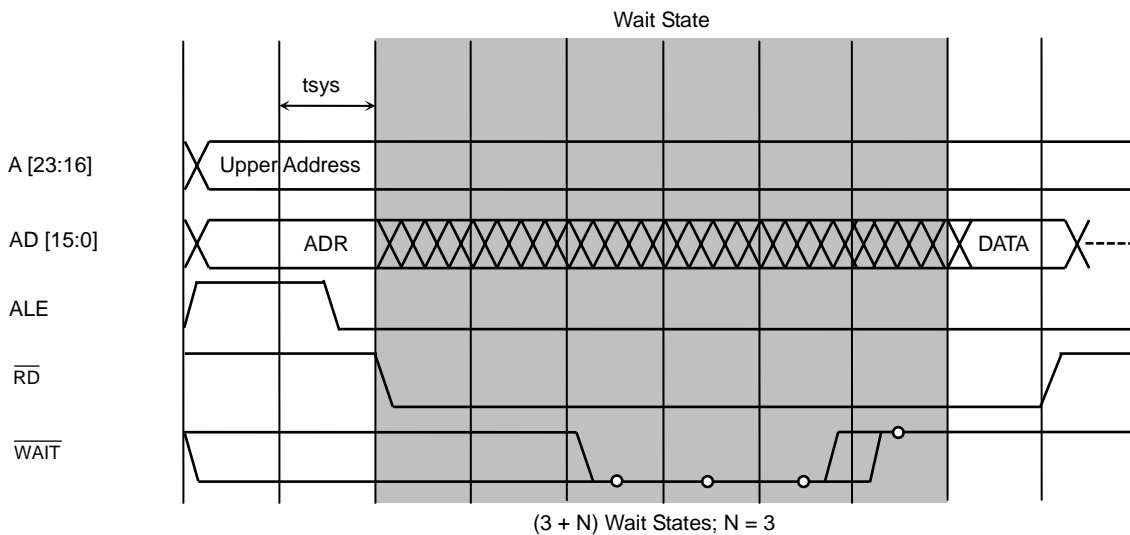 Wait State
tsys
A [23:16]
Upper Address
AD [15:0]
ADR
DATA
ALE
RD
WAIT
(3 + N) Wait States; N = 3